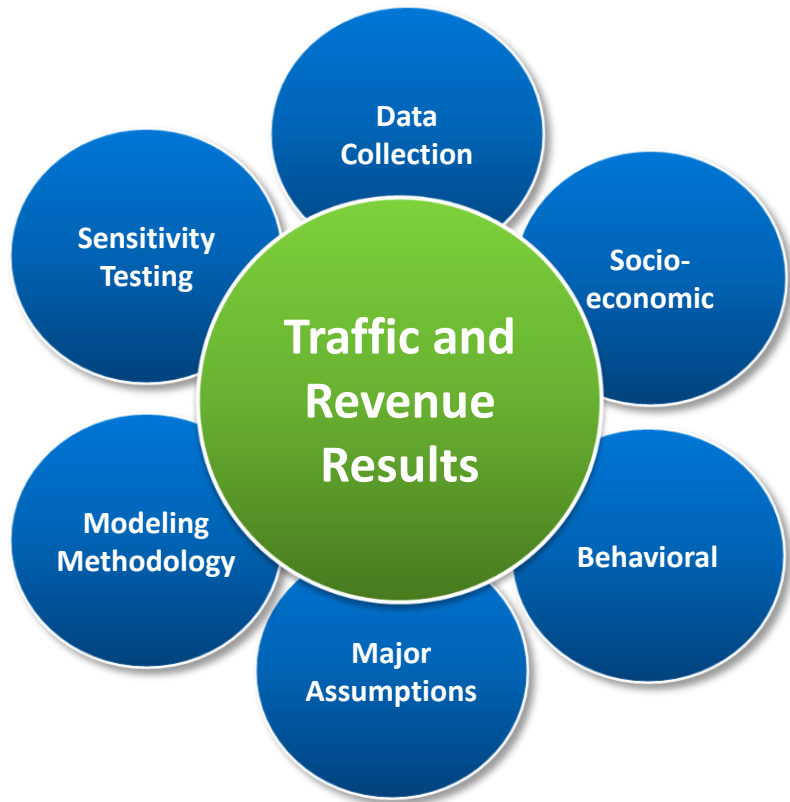 Data
Collection
Socio-
economic
Behavioral
Major
Assumptions
Modeling
Methodology
Sensitivity
Testing
Traffic and
Revenue
Results